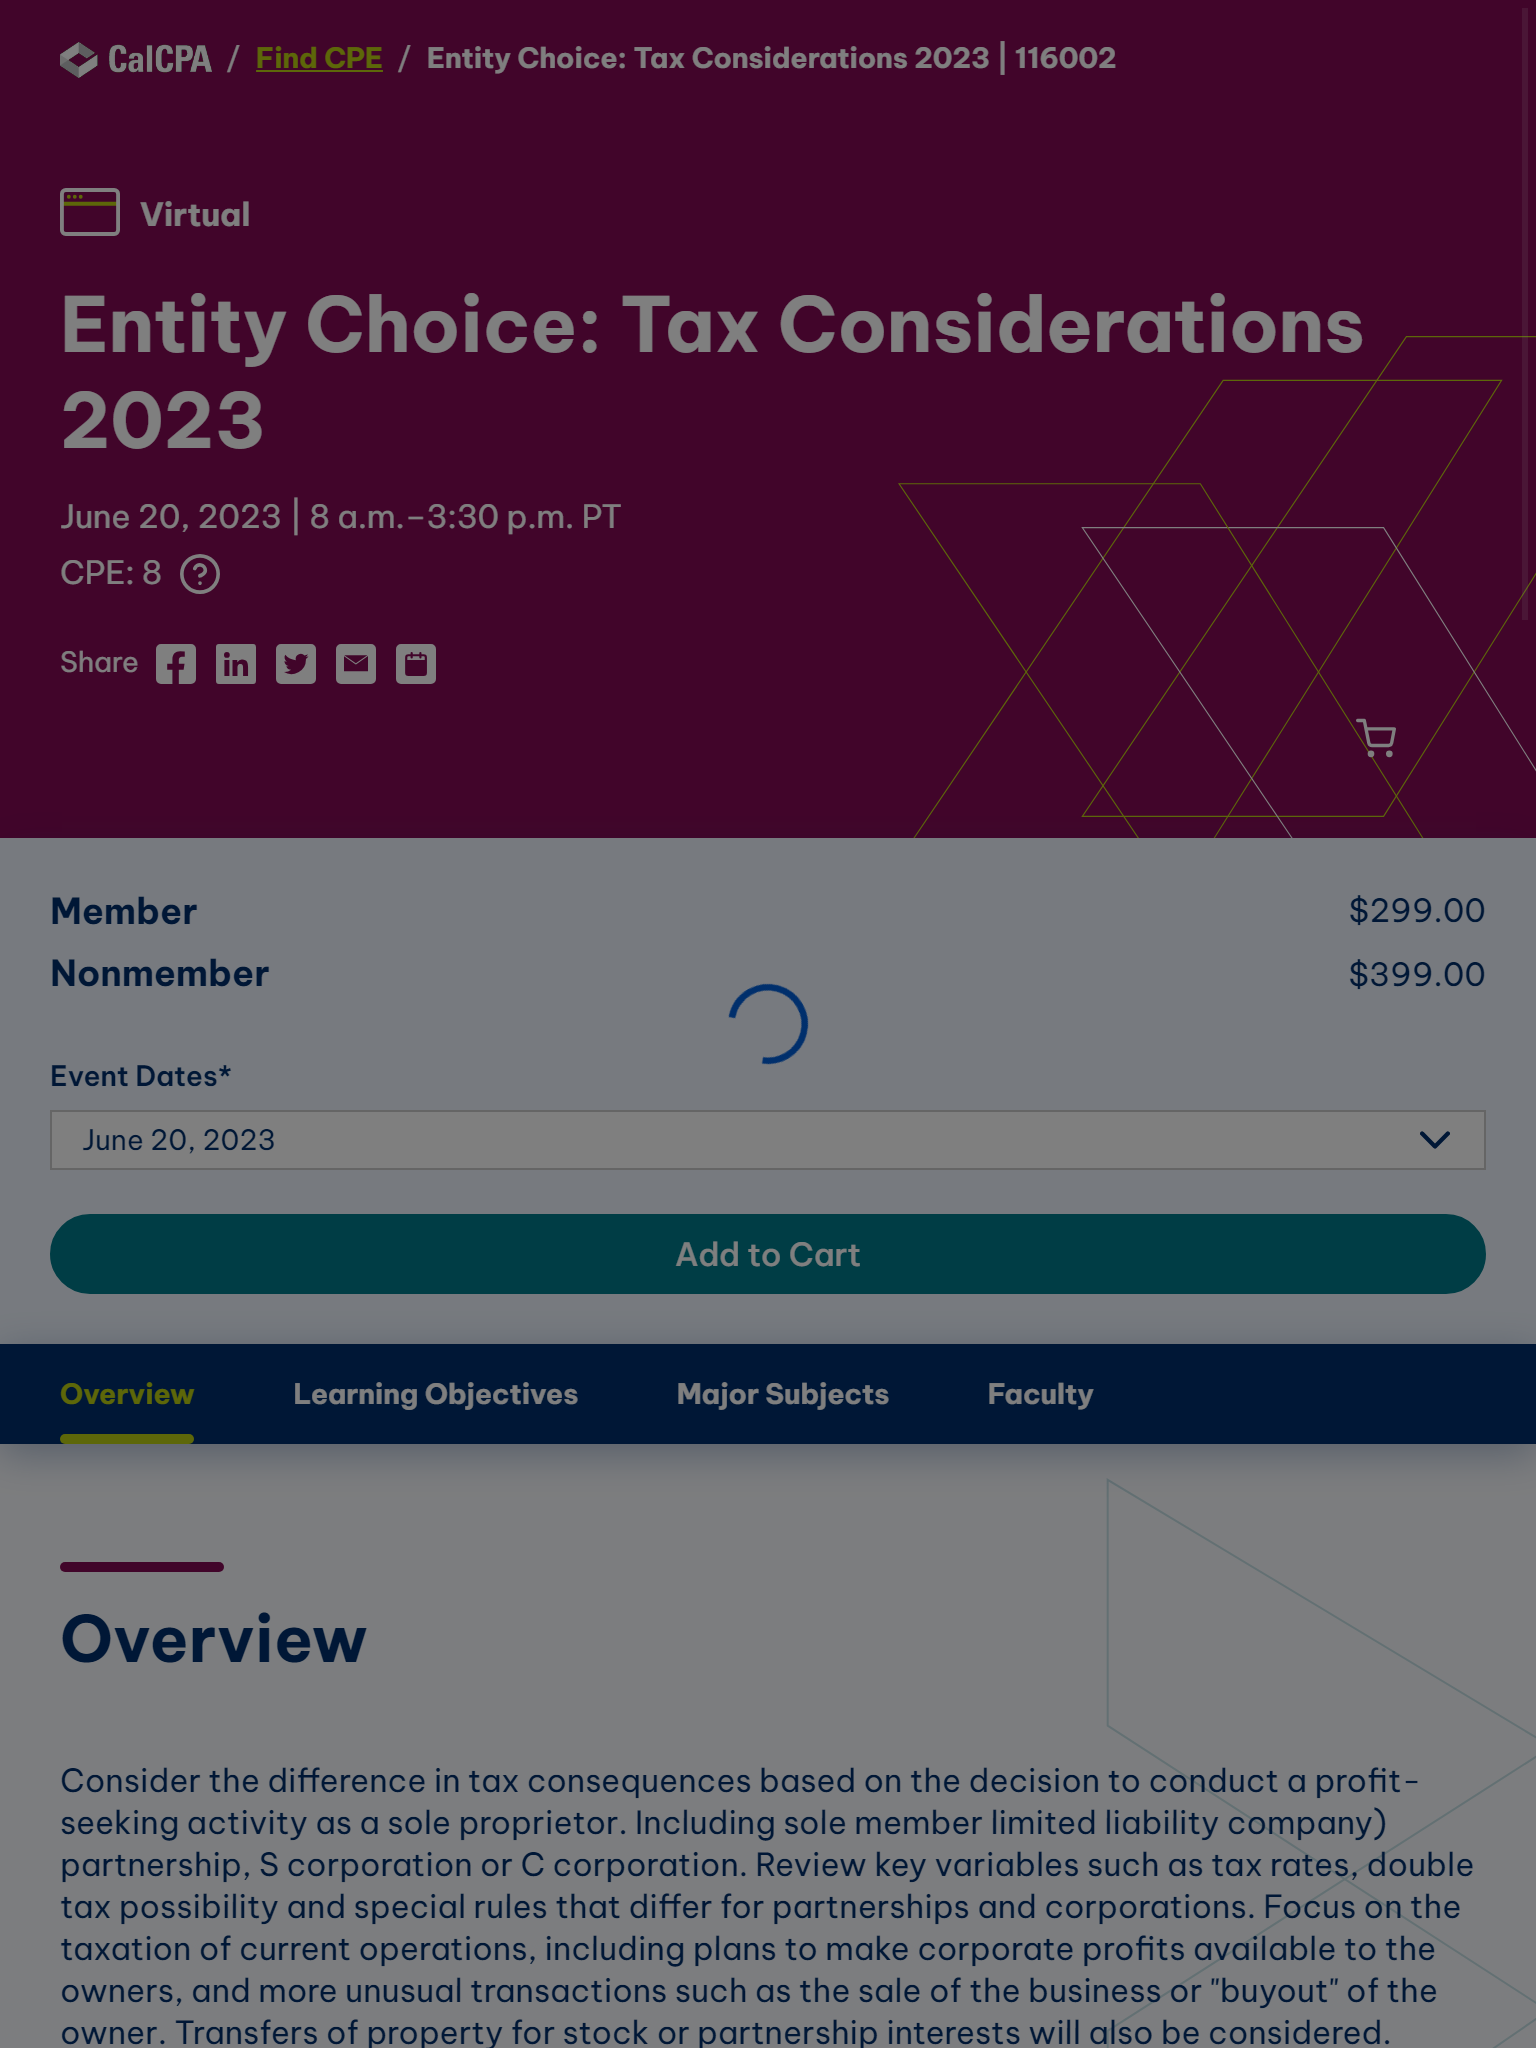 CalCPA / Find CPE / Entity Choice: Tax Considerations 2023 | 116002
Virtual
Entity Choice: Tax Considerations
2023
June 20, 2023 | 8 a.m.–3:30 p.m. PT
CPE: 8 ?
Share
Member $299.00
Nonmember $399.00
Event Dates*
June 20, 2023
Add to Cart
Overview Learning Objectives Major Subjects Faculty
Overview
Consider the difference in tax consequences based on the decision to conduct a profit-
seeking activity as a sole proprietor. Including sole member limited liability company)
partnership, S corporation or C corporation. Review key variables such as tax rates, double
tax possibility and special rules that differ for partnerships and corporations. Focus on the
taxation of current operations, including plans to make corporate profits available to the
owners, and more unusual transactions such as the sale of the business or "buyout" of the
owner. Transfers of property for stock or partnership interests will also be considered.